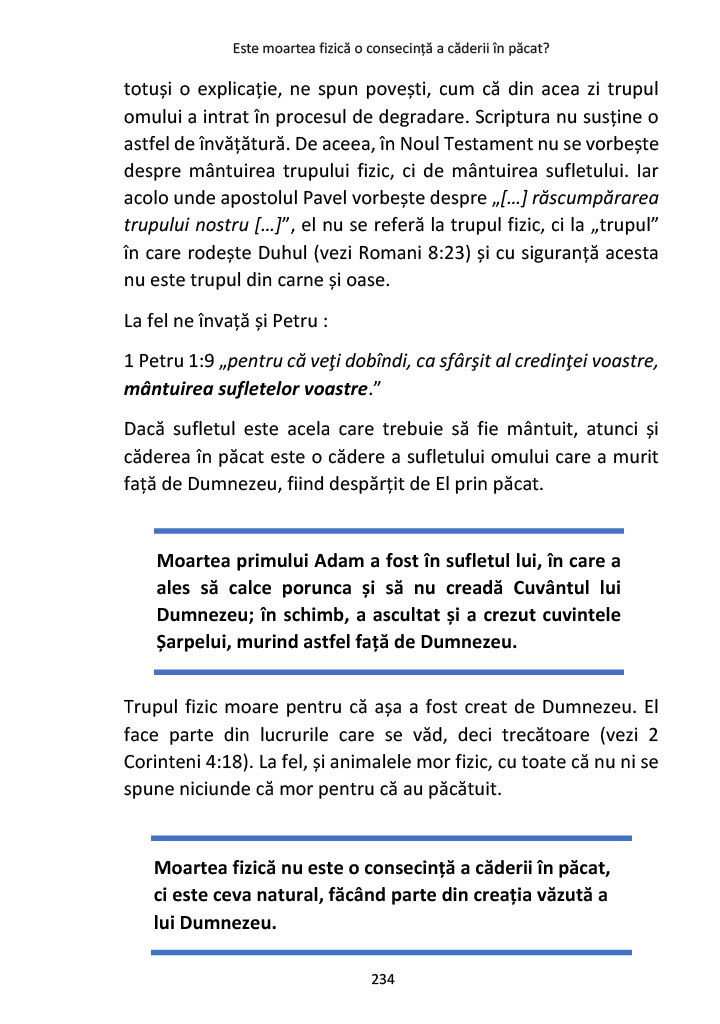 Este moartea fizică o consecință a căderii în păcat?
totuși o explicație, ne spun povești, cum că din acea zi trupul
omului a intrat în procesul de degradare. Scriptura nu susține o
astfel de învățătură. De aceea, în Noul Testament nu se vorbește
despre mântuirea trupului fizic, ci de mântuirea sufletului. Iar
acolo unde apostolul Pavel vorbește despre „[…] răscumpărarea
trupului nostru […]”, el nu se referă la trupul fizic, ci la „trupul”
în care rodește Duhul (vezi Romani 8:23) și cu siguranță acesta
nu este trupul din carne și oase.
La fel ne învață și Petru :
1 Petru 1:9 „pentru că veţi dobîndi, ca sfârşit al credinţei voastre,
mântuirea sufletelor voastre.”
Dacă sufletul este acela care trebuie să fie mântuit, atunci și
căderea în păcat este o cădere a sufletului omului care a murit
față de Dumnezeu, fiind despărțit de El prin păcat.
Moartea primului Adam a fost în sufletul lui, în care a
ales să calce porunca și să nu creadă Cuvântul lui
Dumnezeu; în schimb, a ascultat și a crezut cuvintele
Șarpelui, murind astfel față de Dumnezeu.
Trupul fizic moare pentru că așa a fost creat de Dumnezeu. El
face parte din lucrurile care se văd, deci trecătoare (vezi 2
Corinteni 4:18). La fel, și animalele mor fizic, cu toate că nu ni se
spune niciunde că mor pentru că au păcătuit.
Moartea fizică nu este o consecință a căderii în păcat,
ci este ceva natural, făcând parte din creația văzută a
lui Dumnezeu.
234